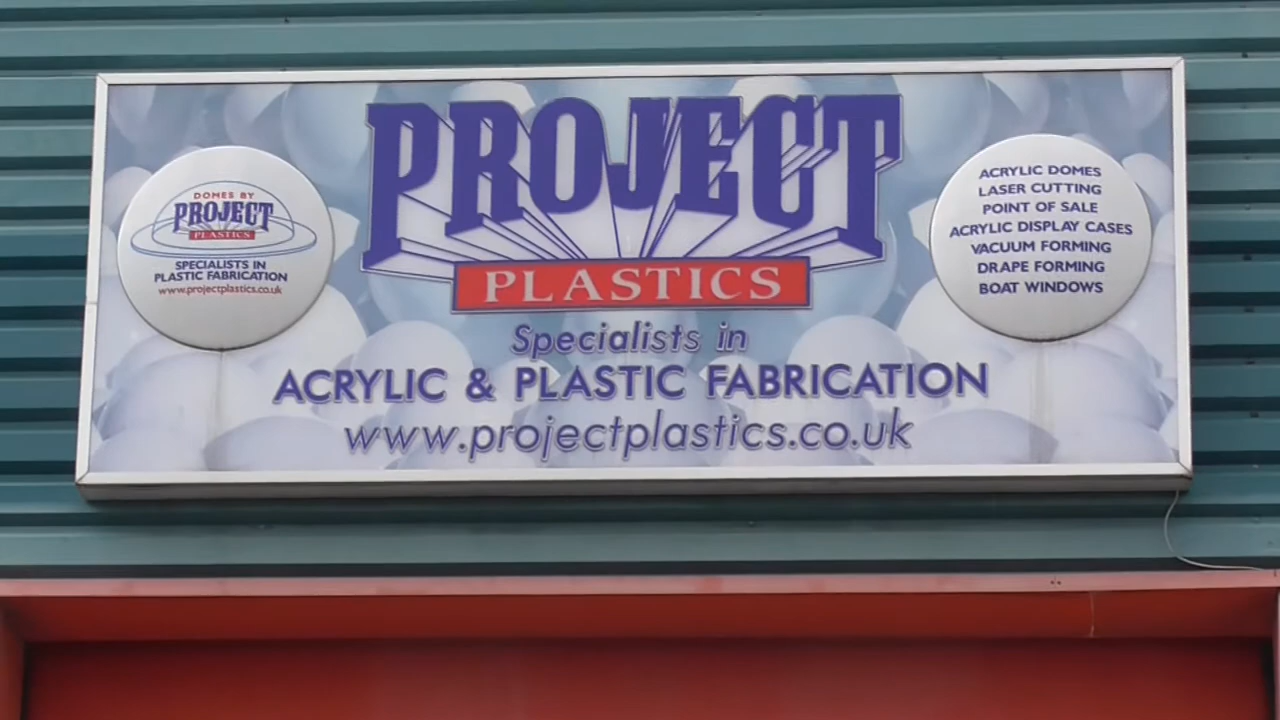 PROJECT
PLASTICS
Specialists in
ACRYLIC & PLASTIC FABRICATION
www.projectplastics.co.uk
DOMES BY
PROJECT
PLASTICS
SPECIALISTS IN
PLASTIC FABRICATION
www.projectplastics.co.uk
ACRYLIC DOMES
LASER CUTTING
POINT OF SALE
ACRYLIC DISPLAY CASES
VACUUM FORMING
DRAPE FORMING
BOAT WINDOWS